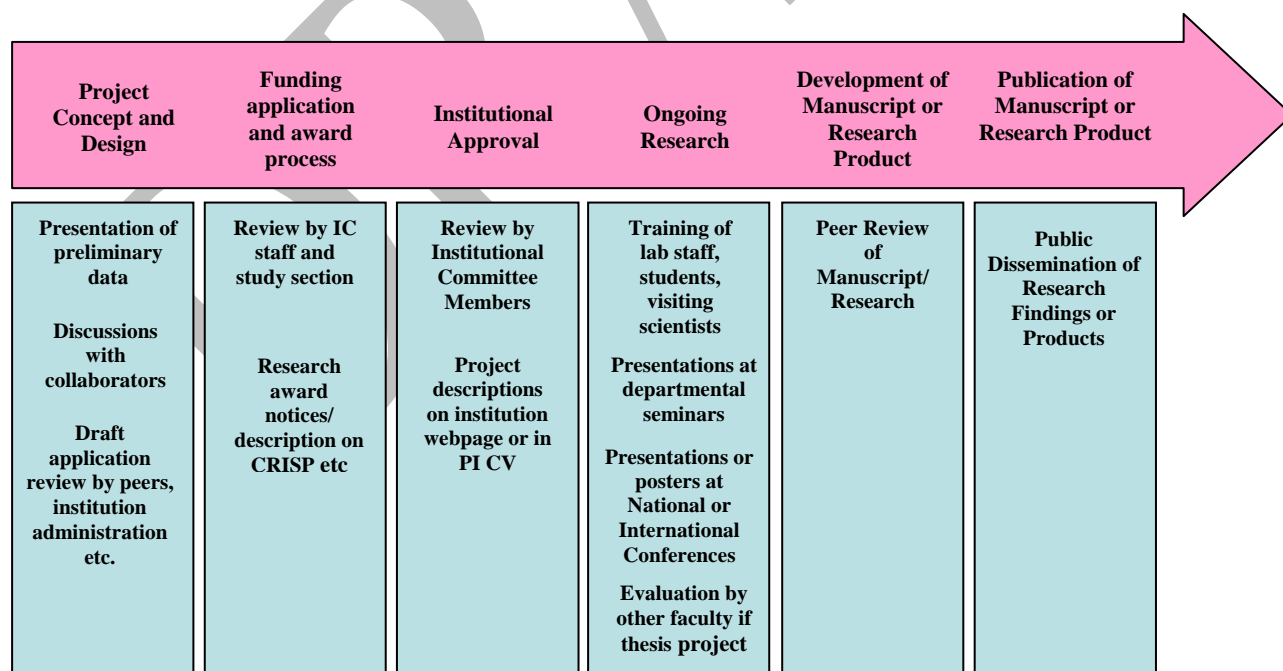 Project
Concept and
Design
Funding
application
and award
process
Institutional
Approval
Ongoing
Research
Development of
Manuscript or
Research
Product
Publication of
Manuscript or
Research Product
Presentation of
preliminary
data
Discussions
with
collaborators
Draft
application
review by peers,
institution
administration
etc.
Review by IC
staff and
study section
Research
award
notices/
description on
CRISP etc
Review by
Institutional
Committee
Members
Project
descriptions
on institution
webpage or in
PI CV
Training of
lab staff,
students,
visiting
scientists
Presentations at
departmental
seminars
Presentations or
posters at
National or
International
Conferences
Evaluation by
other faculty if
thesis project
Peer Review
of
Manuscript/
Research
Public
Dissemination of
Research
Findings or
Products